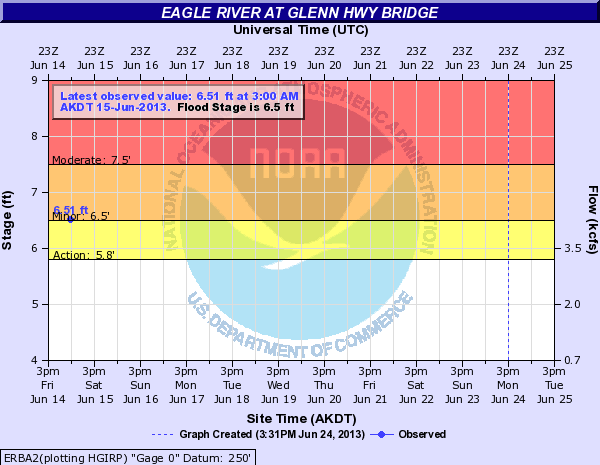 EAGLE RIVER AT GLENN HWY BRIDGE
Universal Time (UTC)
23Z 23Z 23Z 23Z 23Z 23Z 23Z 23Z 23Z 23Z 23Z 23Z
Jun 14 Jun 15 Jun 16 Jun 17 Jun 18 Jun 19 Jun 20 Jun 21 Jun 22 Jun 23 Jun 24 Jun 25
Latest observed value: 6.51 ft at 3:00 AM
AKDT 15-Jun-2013. Flood Stage is 6.5 ft
9
8
Moderate: 7.5'
7
6.51 ft
Minor: 6.5'
6
Action: 5.8'
5
4
Stage (ft)
3.5
2.0
0.7
Flow (kcfs)
NOAA
NATIONAL OCEANIC AND ATMOSPHERIC ADMINISTRATION
U.S. DEPARTMENT OF COMMERCE
3pm 3pm 3pm 3pm 3pm 3pm 3pm 3pm 3pm 3pm 3pm 3pm
Fri Sat Sun Mon Tue Wed Thu Fri Sat Sun Mon Tue
Jun 14 Jun 15 Jun 16 Jun 17 Jun 18 Jun 19 Jun 20 Jun 21 Jun 22 Jun 23 Jun 24 Jun 25
Site Time (AKDT)
Graph Created (3:31PM Jun 24, 2013) Observed
ERBA2(plotting HGIRP) "Gage 0" Datum: 250'